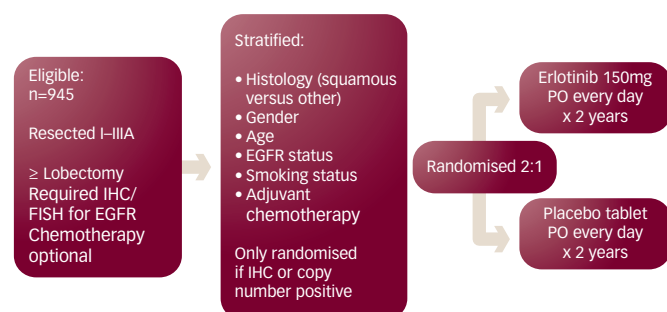 Eligible:
n=945
Resected I–IIIA
≥ Lobectomy
Required IHC/
FISH for EGFR
Chemotherapy
optional
Stratified:
• Histology (squamous
versus other)
• Gender
• Age
• EGFR status
• Smoking status
• Adjuvant
chemotherapy
Only randomised
if IHC or copy
number positive
Randomised 2:1
Erlotinib 150mg
PO every day
x 2 years
Placebo tablet
PO every day
x 2 years